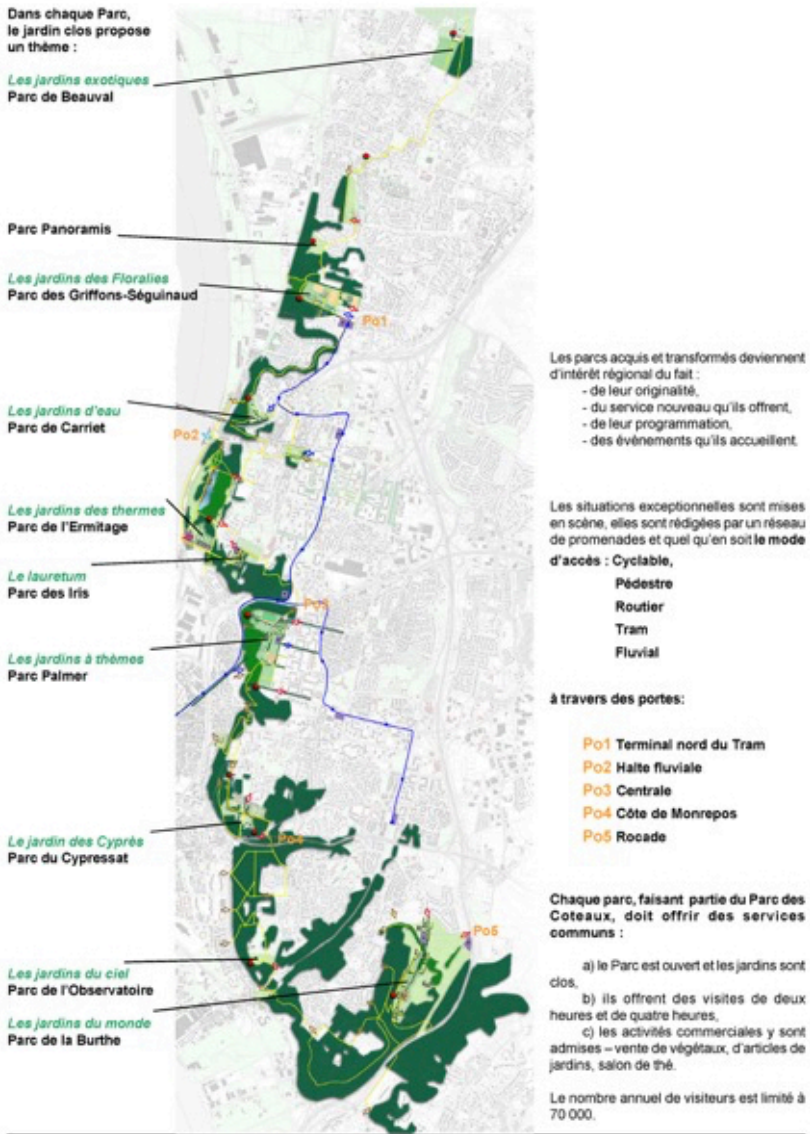 Dans chaque Parc,
le jardin clos propose
un thème :
Les jardins exotiques
Parc de Beauval
Parc Panoramis
Les jardins des Floralies
Parc des Griffons-Séguinaud
Po1
Les jardins d'eau
Parc de Carriet
Po2
Les jardins des thermes
Parc de l'Ermitage
Le lauretum
Parc des Iris
Po3
Les jardins à thèmes
Parc Palmer
Le jardin des Cyprès
Parc du Cypressat
Po4
Po5
Les jardins du ciel
Parc de l'Observatoire
Les jardins du monde
Parc de la Burthe
Les parcs acquis et transformés deviennent
d'intérêt régional du fait :
- de leur originalité,
- du service nouveau qu'ils offrent,
- de leur programmation,
- des évènements qu'ils accueillent.
Les situations exceptionnelles sont mises
en scène, elles sont rédigées par un réseau
de promenades et quel qu'en soit le mode
d'accès : Cyclable,
Pédestre
Routier
Tram
Fluvial
à travers des portes:
Po1 Terminal nord du Tram
Po2 Halte fluviale
Po3 Centrale
Po4 Côte de Monrepos
Po5 Rocade
Chaque parc, faisant partie du Parc des
Coteaux, doit offrir des services
communs :
a) le Parc est ouvert et les jardins sont
clos,
b) ils offrent des visites de deux
heures et de quatre heures,
c) les activités commerciales y sont
admises – vente de végétaux, d'articles de
jardins, salon de thé.
Le nombre annuel de visiteurs est limité à
70 000.